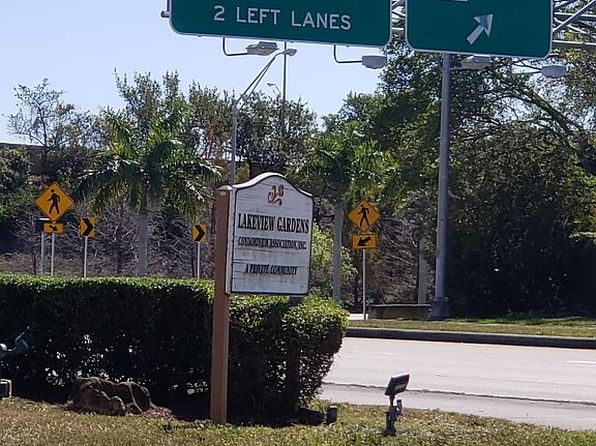 2 LEFT LANES
LAKEVIEW GARDENS
CONDOMINIUM ASSOCIATION, INC.
A PRIVATE COMMUNITY